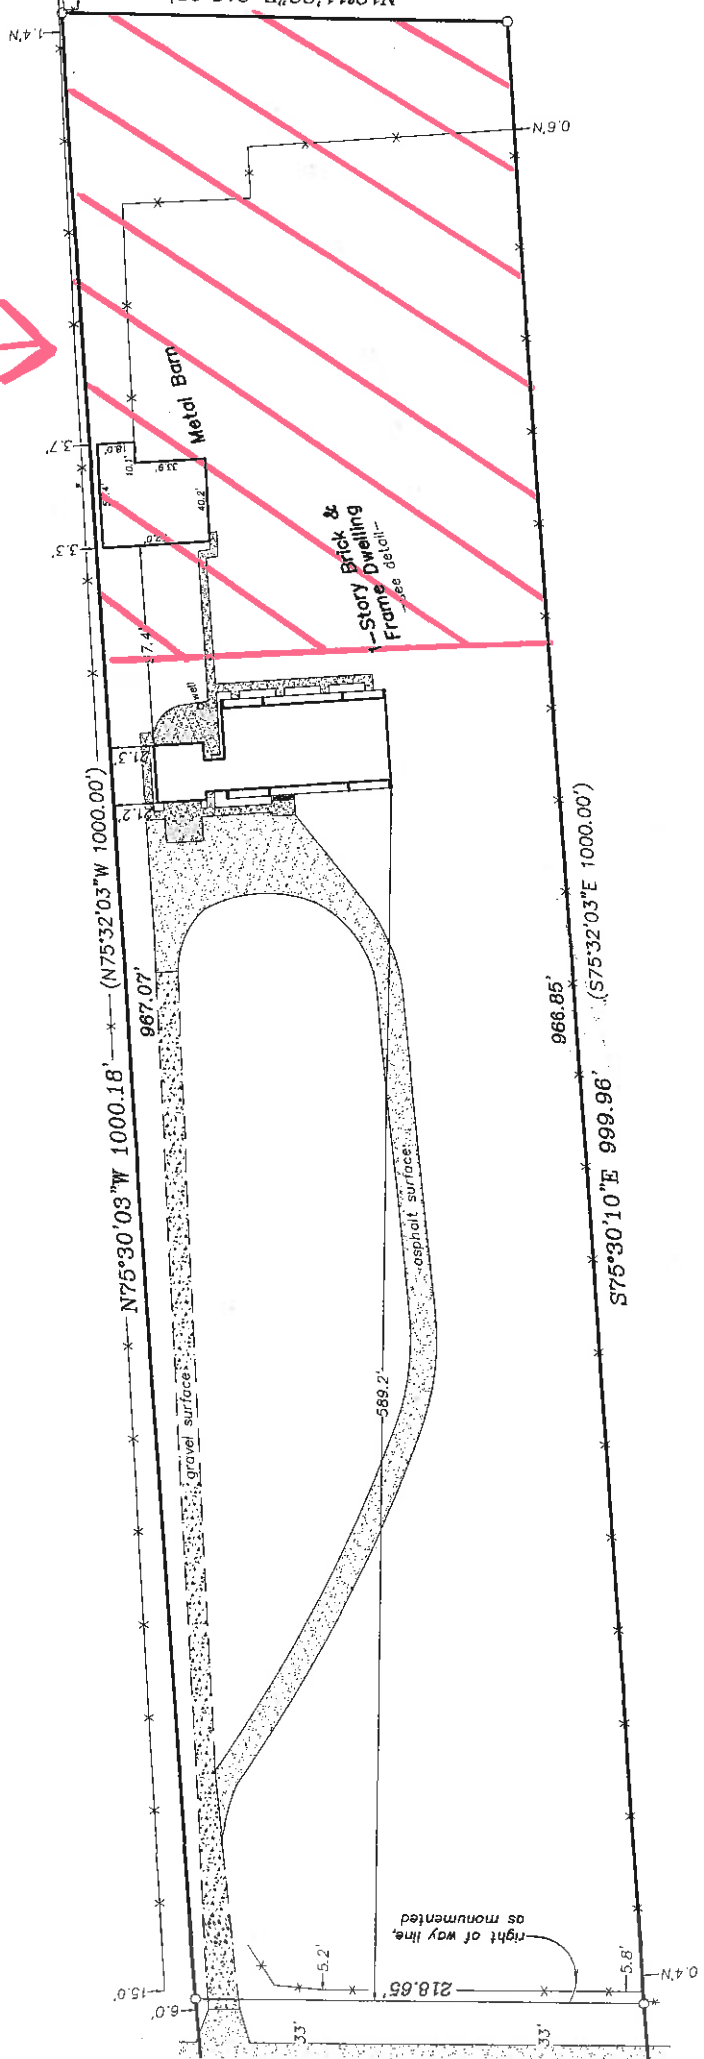 1.4'N
0.6'N
Metal Barn
3.7'
18.0'
10.1'
33.9'
40.2'
3.3'
1-Story Brick &
Frame Dwelling
-see detail-
well
21.3'
21.2'
(N75°32'03"W 1000.00')
N75°30'03"W 1000.18'
967.07'
966.85'
(S75°32'03"E 1000.00')
S75°30'10"E 999.96'
asphalt surface
gravel surface
589.2'
right of way line,
as monumented
5.2'
218.65'
5.8'
0.4'N
15.0'
6.0'
33'
33'